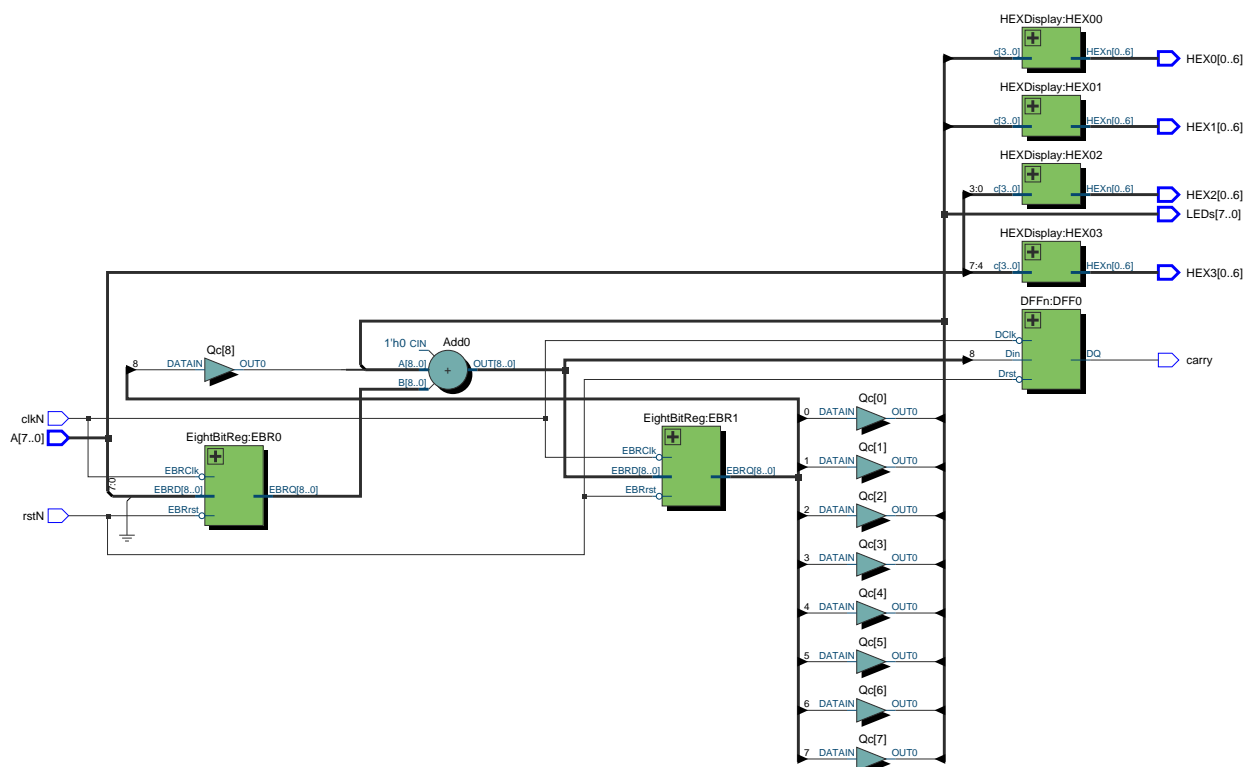 HEXDisplay:HEX00
c[3..0] HEXn[0..6] HEX0[0..6]
HEXDisplay:HEX01
c[3..0] HEXn[0..6] HEX1[0..6]
HEXDisplay:HEX02
3:0 c[3..0] HEXn[0..6] HEX2[0..6]
LEDs[7..0]
HEXDisplay:HEX03
7:4 c[3..0] HEXn[0..6] HEX3[0..6]
DFFn:DFF0
DClk
8 Din DQ carry
Drst
Qc[8]
8 DATAIN OUT0
Add0
1'h0 CIN
A[8..0] OUT[8..0]
B[8..0]
clkN
A[7..0]
rstN
EightBitReg:EBR0
EBRClk
7:0 EBRD[8..0] EBRQ[8..0]
EBRrst
EightBitReg:EBR1
EBRClk
EBRD[8..0] EBRQ[8..0]
EBRrst
Qc[0]
0 DATAIN OUT0
Qc[1]
1 DATAIN OUT0
Qc[2]
2 DATAIN OUT0
Qc[3]
3 DATAIN OUT0
Qc[4]
4 DATAIN OUT0
Qc[5]
5 DATAIN OUT0
Qc[6]
6 DATAIN OUT0
Qc[7]
7 DATAIN OUT0